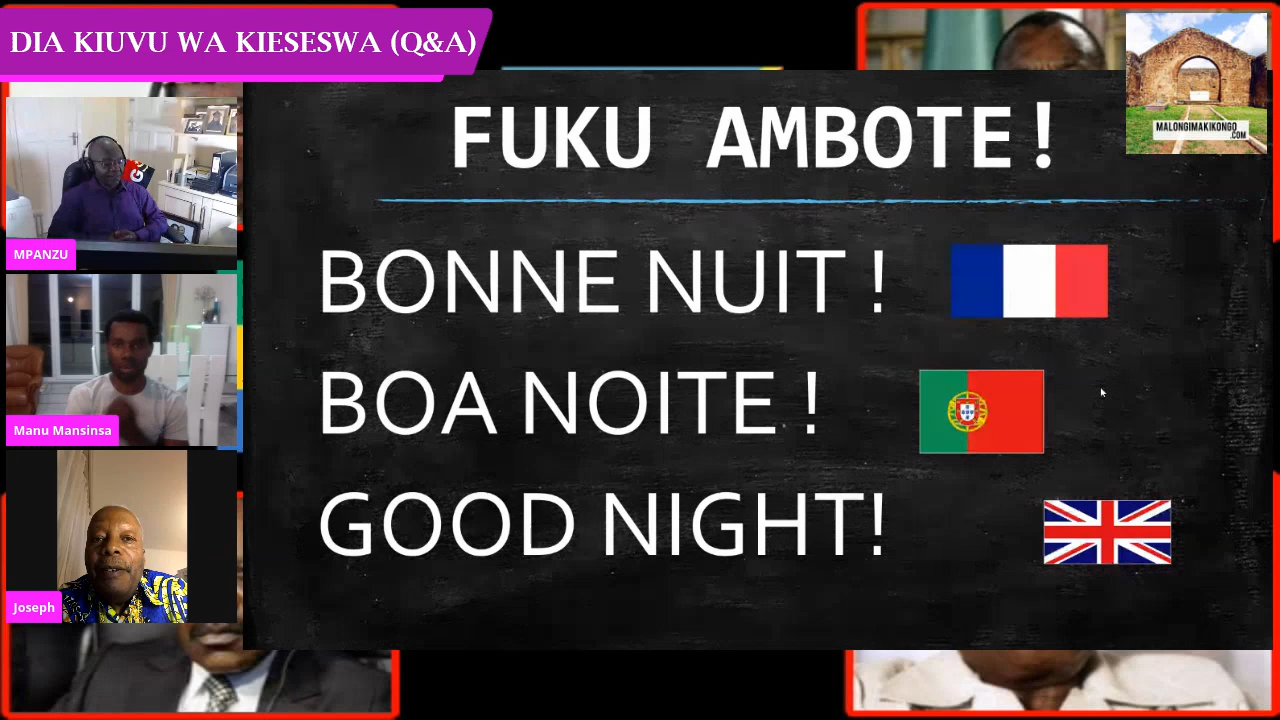 DIA KIUVU WA KIESESWA (Q&A)
MALONGIMAKIKONGO
.COM
FUKU AMBOTE!
BONNE NUIT !
BOA NOITE !
GOOD NIGHT!
MPANZU
Manu Mansinsa
Joseph